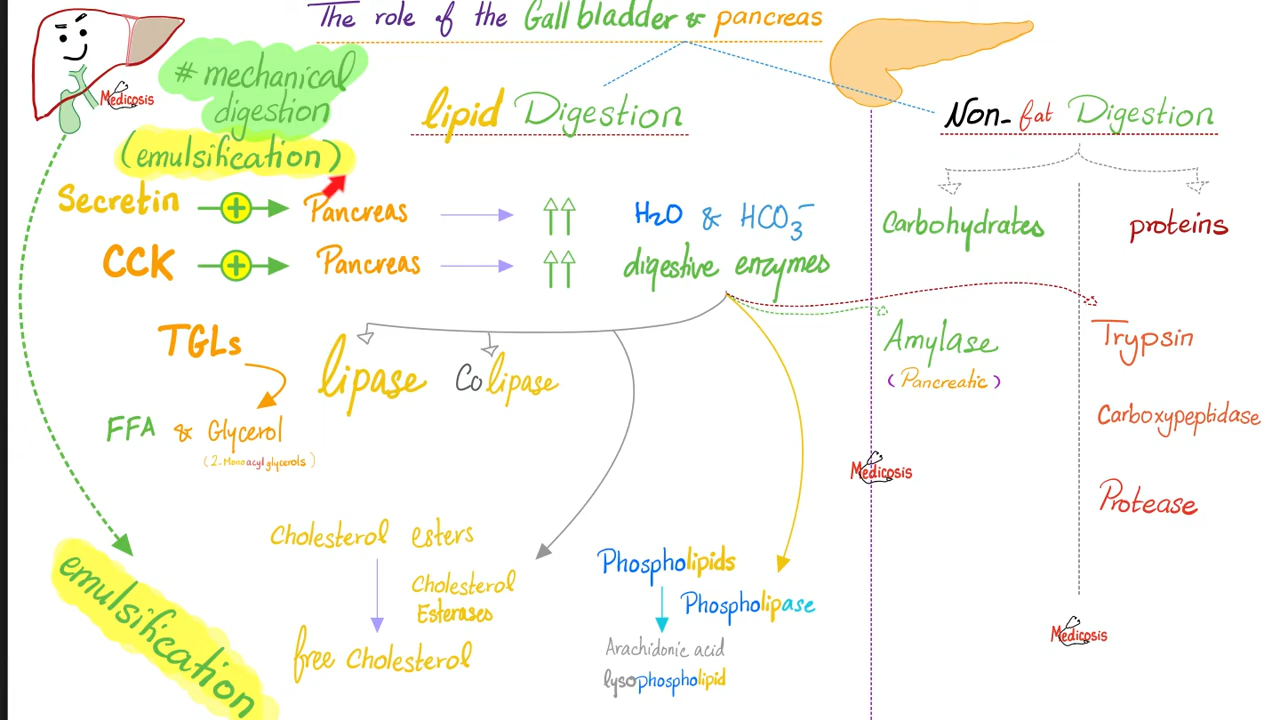 The role of the Gall bladder & pancreas
# mechanical
digestion
(emulsification)
Medicosis
lipid Digestion
Non-fat Digestion
Secretin + Pancreas H2O & HCO3-
CCK + Pancreas digestive enzymes
Carbohydrates
proteins
TGLs
FFA & Glycerol
(2-Monoacylglycerols)
lipase
Colipase
Amylase
(Pancreatic)
Trypsin
Carboxypeptidase
Protease
Medicosis
Cholesterol esters
Cholesterol
Esterases
free Cholesterol
Phospholipids
Phospholipase
Arachidonic acid
lysophospholipid
Medicosis
emulsification